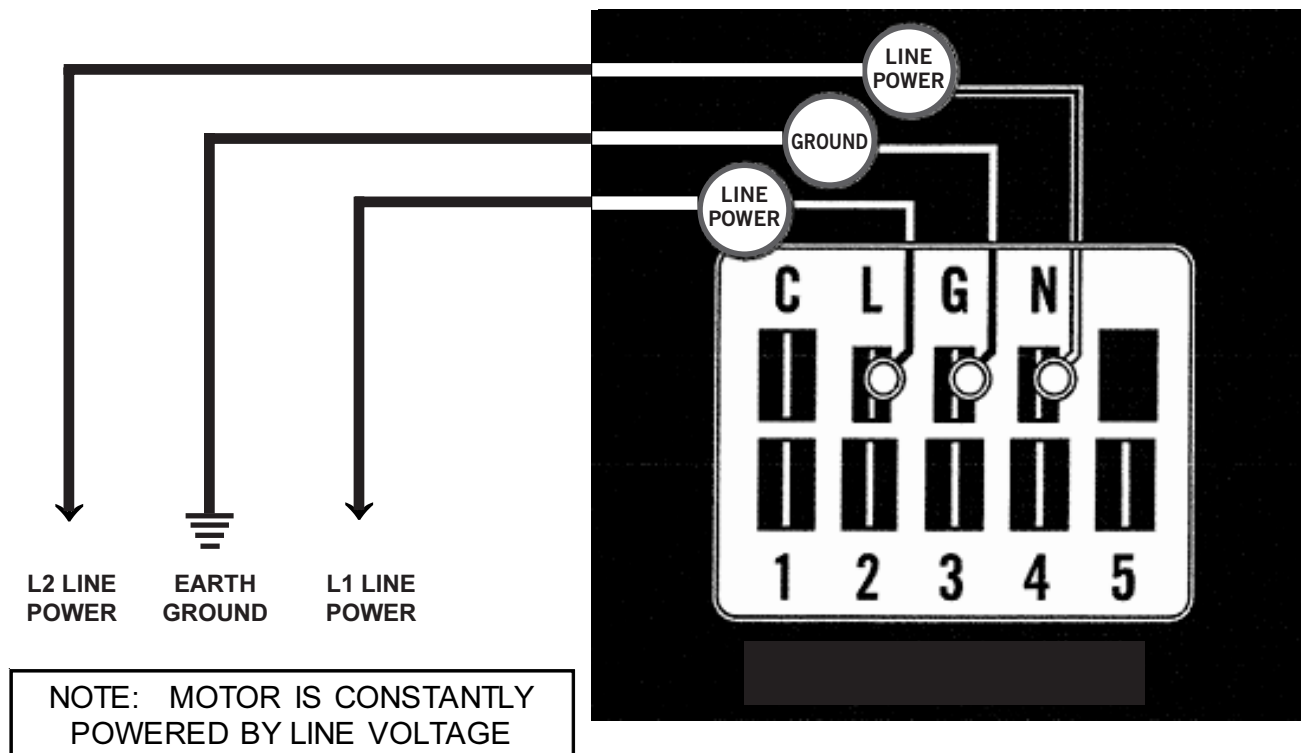 LINE
POWER
GROUND
LINE
POWER
C L G N
1 2 3 4 5
L2 LINE
POWER
EARTH
GROUND
L1 LINE
POWER
NOTE: MOTOR IS CONSTANTLY
POWERED BY LINE VOLTAGE